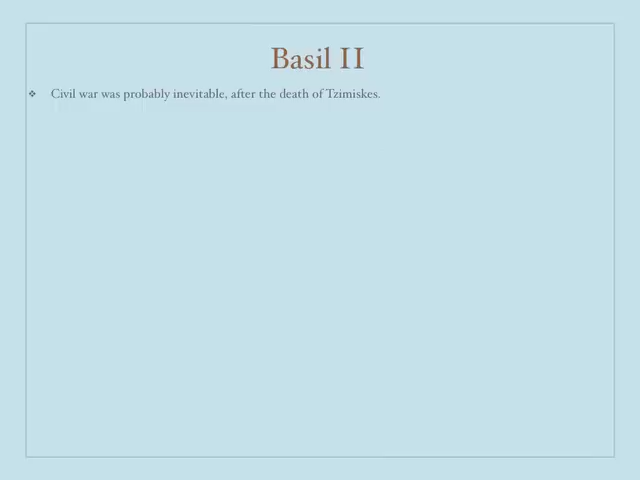 Basil II
❖ Civil war was probably inevitable, after the death of Tzimiskes.